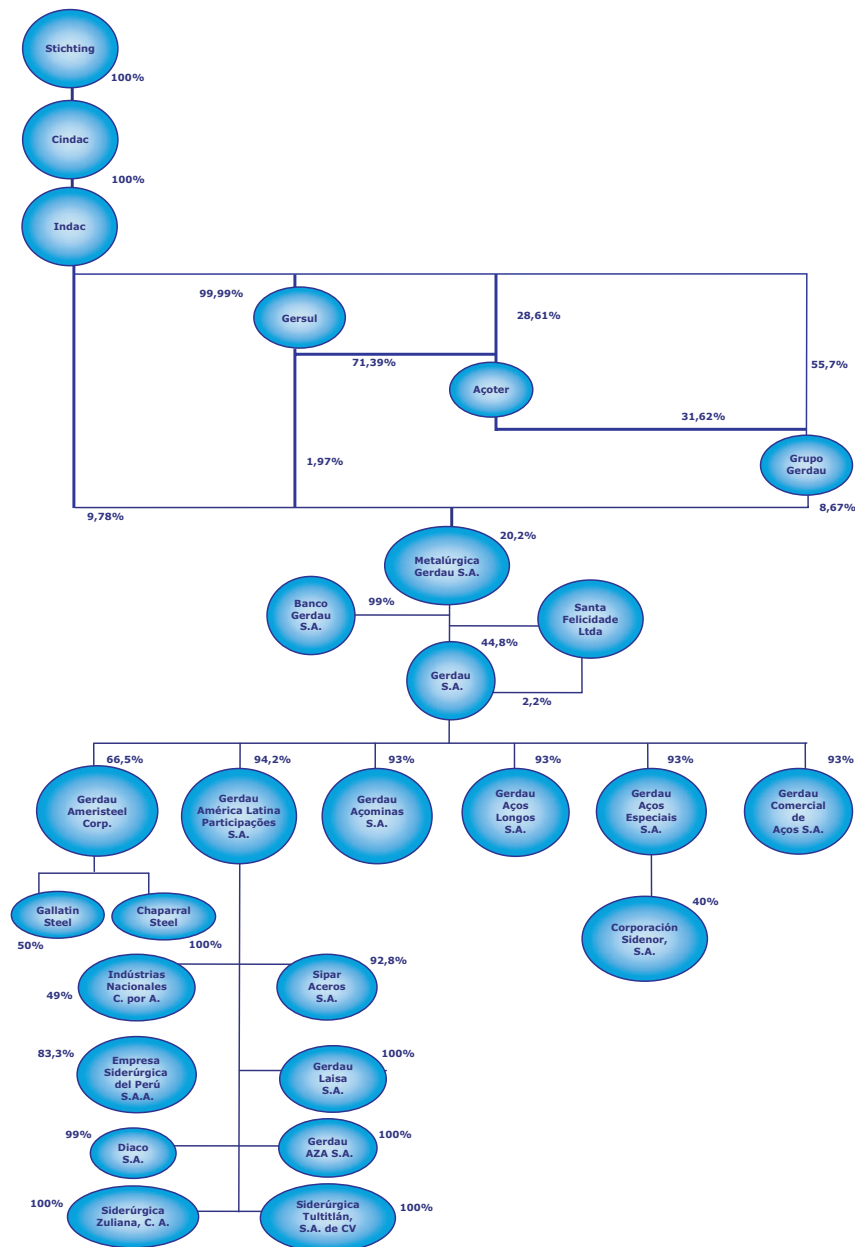 Stichting
100%
Cindac
100%
Indac
99,99%
Gersul
28,61%
71,39%
55,7%
Açoter
31,62%
1,97%
Grupo
Gerdau
9,78%
8,67%
20,2%
Metalúrgica
Gerdau S.A.
Banco
Gerdau
S.A.
99%
Santa
Felicidade
Ltda
44,8%
Gerdau
S.A.
2,2%
66,5%
94,2%
93%
93%
93%
93%
Gerdau
Ameristeel
Corp.
Gerdau
América Latina
Participações
S.A.
Gerdau
Açominas
S.A.
Gerdau
Aços
Longos
S.A.
Gerdau
Aços
Especiais
S.A.
Gerdau
Comercial
de
Aços S.A.
Gallatin
Steel
50%
Chaparral
Steel
100%
40%
Corporación
Sidenor,
S.A.
Indústrias
Nacionales
C. por A.
49%
92,8%
Sipar
Aceros
S.A.
83,3%
Empresa
Siderúrgica
del Perú
S.A.A.
100%
Gerdau
Laisa
S.A.
99%
Diaco
S.A.
100%
Gerdau
AZA S.A.
100%
Siderúrgica
Zuliana, C. A.
Siderúrgica
Tultitlán,
S.A. de CV
100%